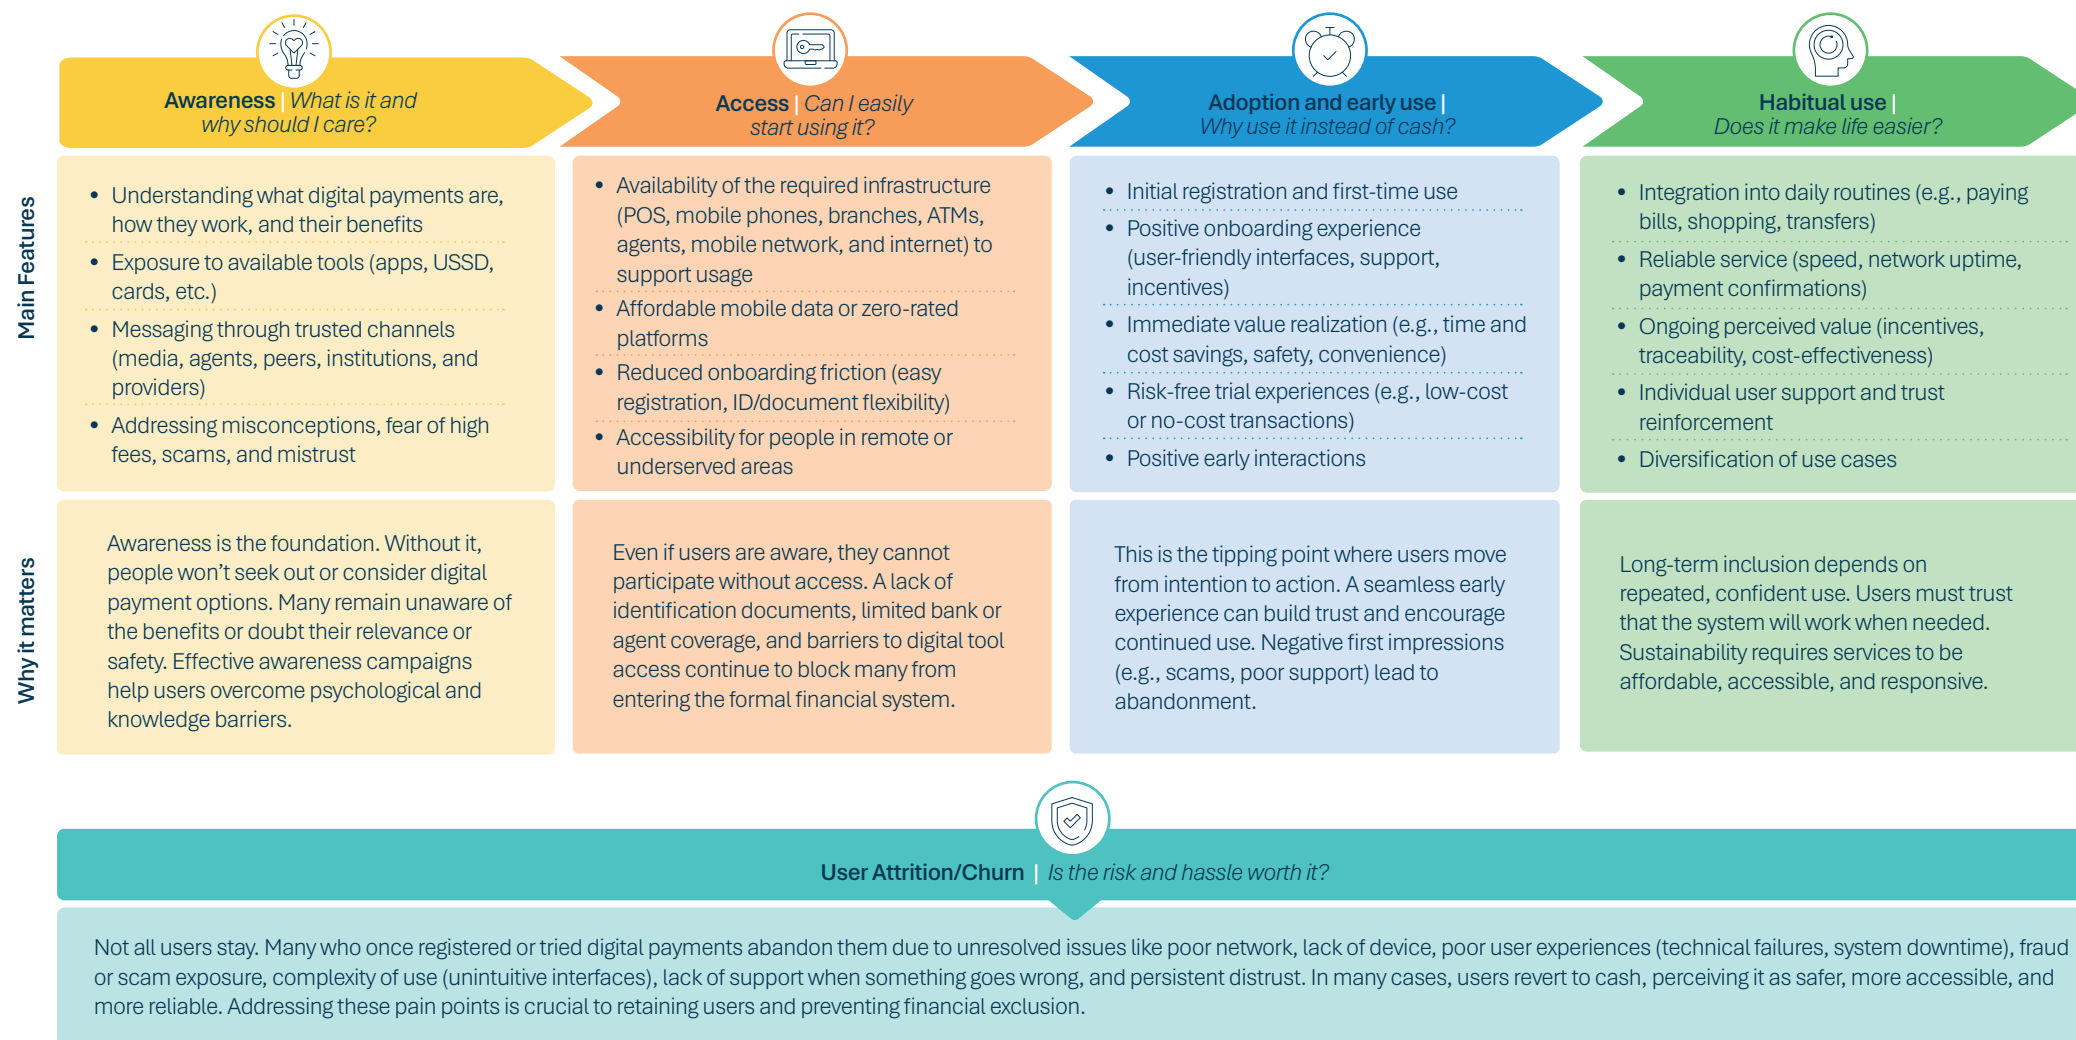 Awareness | What is it and
why should I care?
Access | Can I easily
start using it?
Adoption and early use |
Why use it instead of cash?
Habitual use |
Does it make life easier?
Main Features
• Understanding what digital payments are,
how they work, and their benefits
• Exposure to available tools (apps, USSD,
cards, etc.)
• Messaging through trusted channels
(media, agents, peers, institutions, and
providers)
• Addressing misconceptions, fear of high
fees, scams, and mistrust
• Availability of the required infrastructure
(POS, mobile phones, branches, ATMs,
agents, mobile network, and internet) to
support usage
• Affordable mobile data or zero-rated
platforms
• Reduced onboarding friction (easy
registration, ID/document flexibility)
• Accessibility for people in remote or
underserved areas
• Initial registration and first-time use
• Positive onboarding experience
(user-friendly interfaces, support,
incentives)
• Immediate value realization (e.g., time and
cost savings, safety, convenience)
• Risk-free trial experiences (e.g., low-cost
or no-cost transactions)
• Positive early interactions
• Integration into daily routines (e.g., paying
bills, shopping, transfers)
• Reliable service (speed, network uptime,
payment confirmations)
• Ongoing perceived value (incentives,
traceability, cost-effectiveness)
• Individual user support and trust
reinforcement
• Diversification of use cases
Why it matters
Awareness is the foundation. Without it,
people won’t seek out or consider digital
payment options. Many remain unaware of
the benefits or doubt their relevance or
safety. Effective awareness campaigns
help users overcome psychological and
knowledge barriers.
Even if users are aware, they cannot
participate without access. A lack of
identification documents, limited bank or
agent coverage, and barriers to digital tool
access continue to block many from
entering the formal financial system.
This is the tipping point where users move
from intention to action. A seamless early
experience can build trust and encourage
continued use. Negative first impressions
(e.g., scams, poor support) lead to
abandonment.
Long-term inclusion depends on
repeated, confident use. Users must trust
that the system will work when needed.
Sustainability requires services to be
affordable, accessible, and responsive.
User Attrition/Churn | Is the risk and hassle worth it?
Not all users stay. Many who once registered or tried digital payments abandon them due to unresolved issues like poor network, lack of device, poor user experiences (technical failures, system downtime), fraud
or scam exposure, complexity of use (unintuitive interfaces), lack of support when something goes wrong, and persistent distrust. In many cases, users revert to cash, perceiving it as safer, more accessible, and
more reliable. Addressing these pain points is crucial to retaining users and preventing financial exclusion.